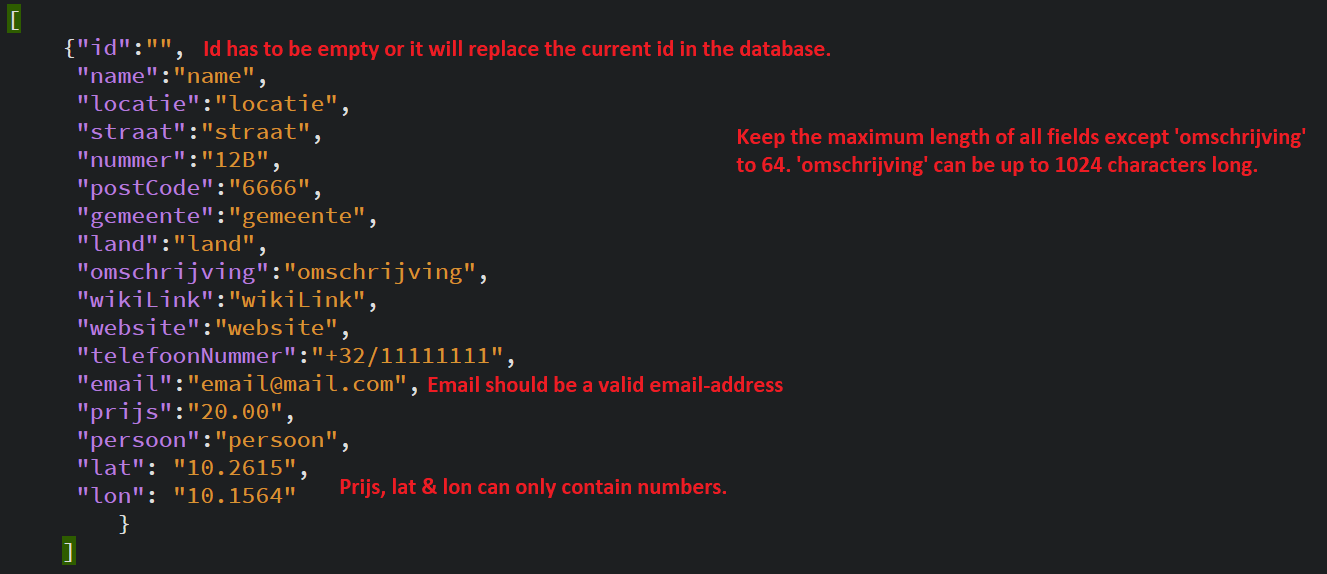 [
{"id":"", Id has to be empty or it will replace the current id in the database.
"name":"name",
"locatie":"locatie",
"straat":"straat",
Keep the maximum length of all fields except 'omschrijving'
"nummer":"12B",
to 64. 'omschrijving' can be up to 1024 characters long.
"postCode":"6666",
"gemeente":"gemeente",
"land":"land",
"omschrijving":"omschrijving",
"wikiLink":"wikiLink",
"website":"website",
"telefoonNummer":"+32/11111111",
"email":"email@mail.com", Email should be a valid email-address
"prijs":"20.00",
"persoon":"persoon",
"lat": "10.2615",
Prijs, lat & lon can only contain numbers.
"lon": "10.1564"
}
]